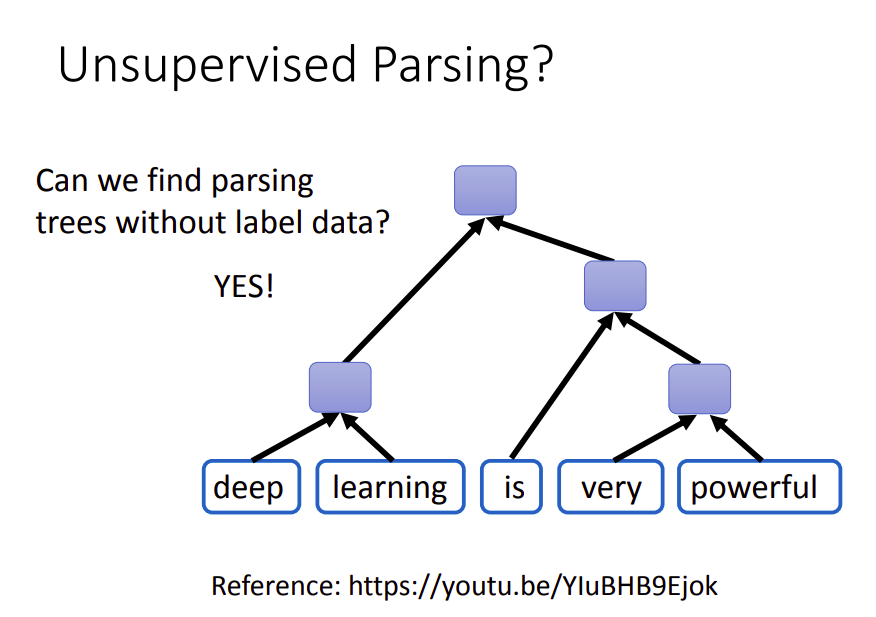 Unsupervised Parsing?
Can we find parsing
trees without label data?
YES!
deep learning is very powerful
Reference: https://youtu.be/YIuBHB9Ejok